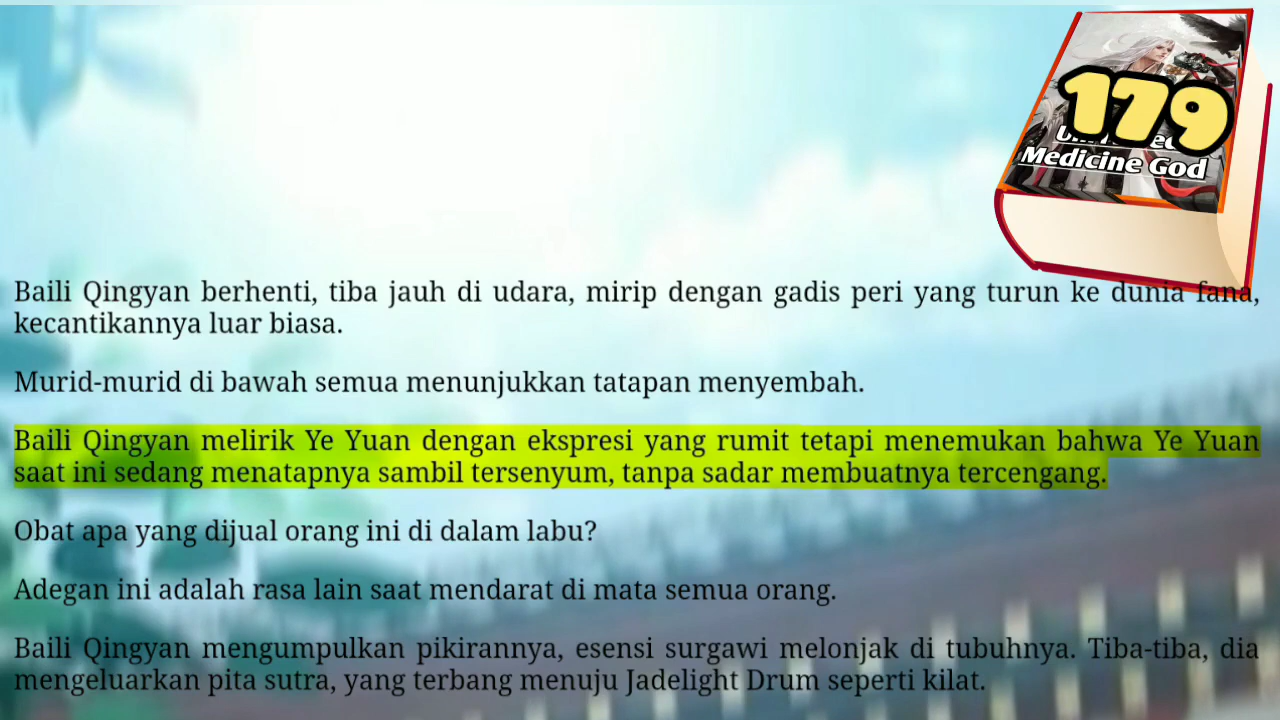 179
Medicine God
Baili Qingyan berhenti, tiba jauh di udara, mirip dengan gadis peri yang turun ke dunia fana,
kecantikannya luar biasa.
Murid-murid di bawah semua menunjukkan tatapan menyembah.
Baili Qingyan melirik Ye Yuan dengan ekspresi yang rumit tetapi menemukan bahwa Ye Yuan
saat ini sedang menatapnya sambil tersenyum, tanpa sadar membuatnya tercengang.
Obat apa yang dijual orang ini di dalam labu?
Adegan ini adalah rasa lain saat mendarat di mata semua orang.
Baili Qingyan mengumpulkan pikirannya, esensi surgawi melonjak di tubuhnya. Tiba-tiba, dia
mengeluarkan pita sutra, yang terbang menuju Jadelight Drum seperti kilat.